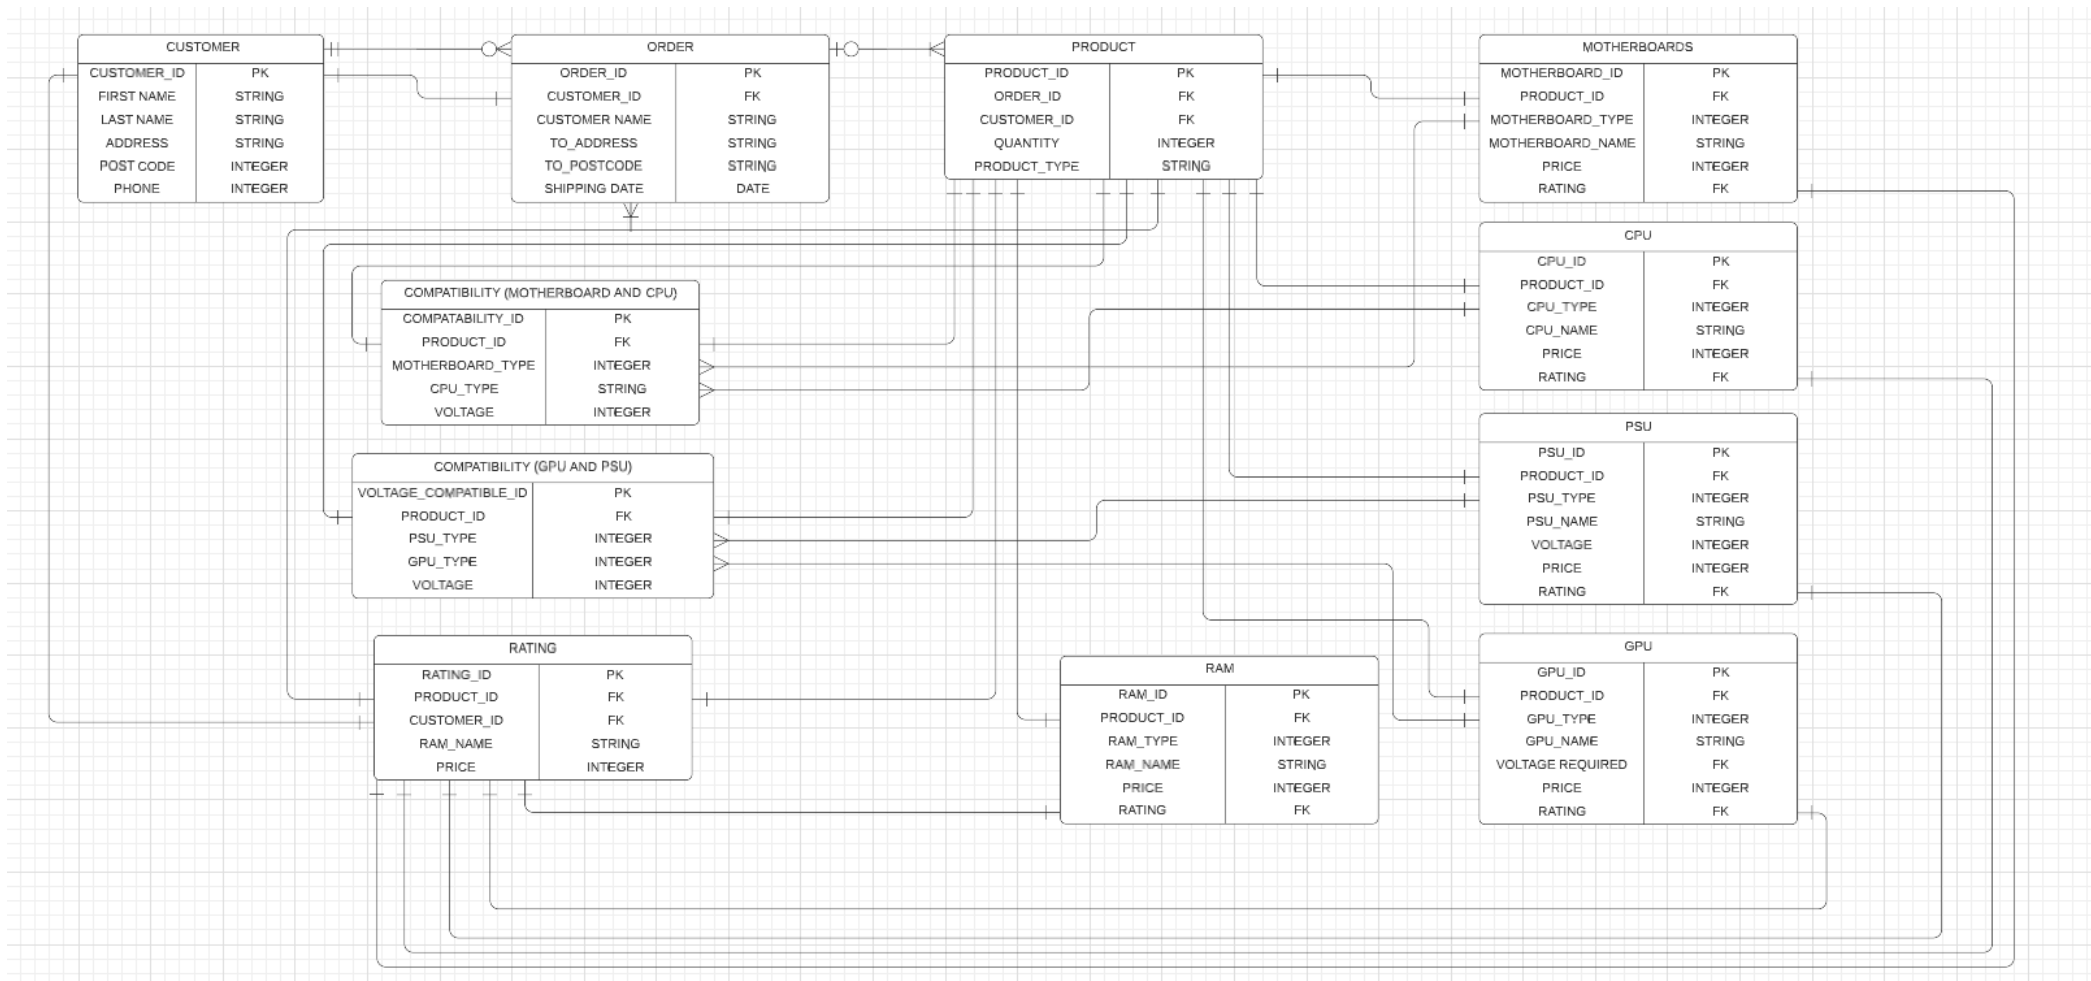 CUSTOMER
CUSTOMER_ID PK
FIRST NAME STRING
LAST NAME STRING
ADDRESS STRING
POST CODE INTEGER
PHONE INTEGER
ORDER
ORDER_ID PK
CUSTOMER_ID FK
CUSTOMER NAME STRING
TO_ADDRESS STRING
TO_POSTCODE STRING
SHIPPING DATE DATE
PRODUCT
PRODUCT_ID PK
ORDER_ID FK
CUSTOMER_ID FK
QUANTITY INTEGER
PRODUCT_TYPE STRING
MOTHERBOARDS
MOTHERBOARD_ID PK
PRODUCT_ID FK
MOTHERBOARD_TYPE INTEGER
MOTHERBOARD_NAME STRING
PRICE INTEGER
RATING FK
CPU
CPU_ID PK
PRODUCT_ID FK
CPU_TYPE INTEGER
CPU_NAME STRING
PRICE INTEGER
RATING FK
COMPATIBILITY (MOTHERBOARD AND CPU)
COMPATABILITY_ID PK
PRODUCT_ID FK
MOTHERBOARD_TYPE INTEGER
CPU_TYPE STRING
VOLTAGE INTEGER
PSU
PSU_ID PK
PRODUCT_ID FK
PSU_TYPE INTEGER
PSU_NAME STRING
VOLTAGE INTEGER
PRICE INTEGER
RATING FK
COMPATIBILITY (GPU AND PSU)
VOLTAGE_COMPATIBLE_ID PK
PRODUCT_ID FK
PSU_TYPE INTEGER
GPU_TYPE INTEGER
VOLTAGE INTEGER
RATING
RATING_ID PK
PRODUCT_ID FK
CUSTOMER_ID FK
RAM_NAME STRING
PRICE INTEGER
RAM
RAM_ID PK
PRODUCT_ID FK
RAM_TYPE INTEGER
RAM_NAME STRING
PRICE INTEGER
RATING FK
GPU
GPU_ID PK
PRODUCT_ID FK
GPU_TYPE INTEGER
GPU_NAME STRING
VOLTAGE REQUIRED FK
PRICE INTEGER
RATING FK